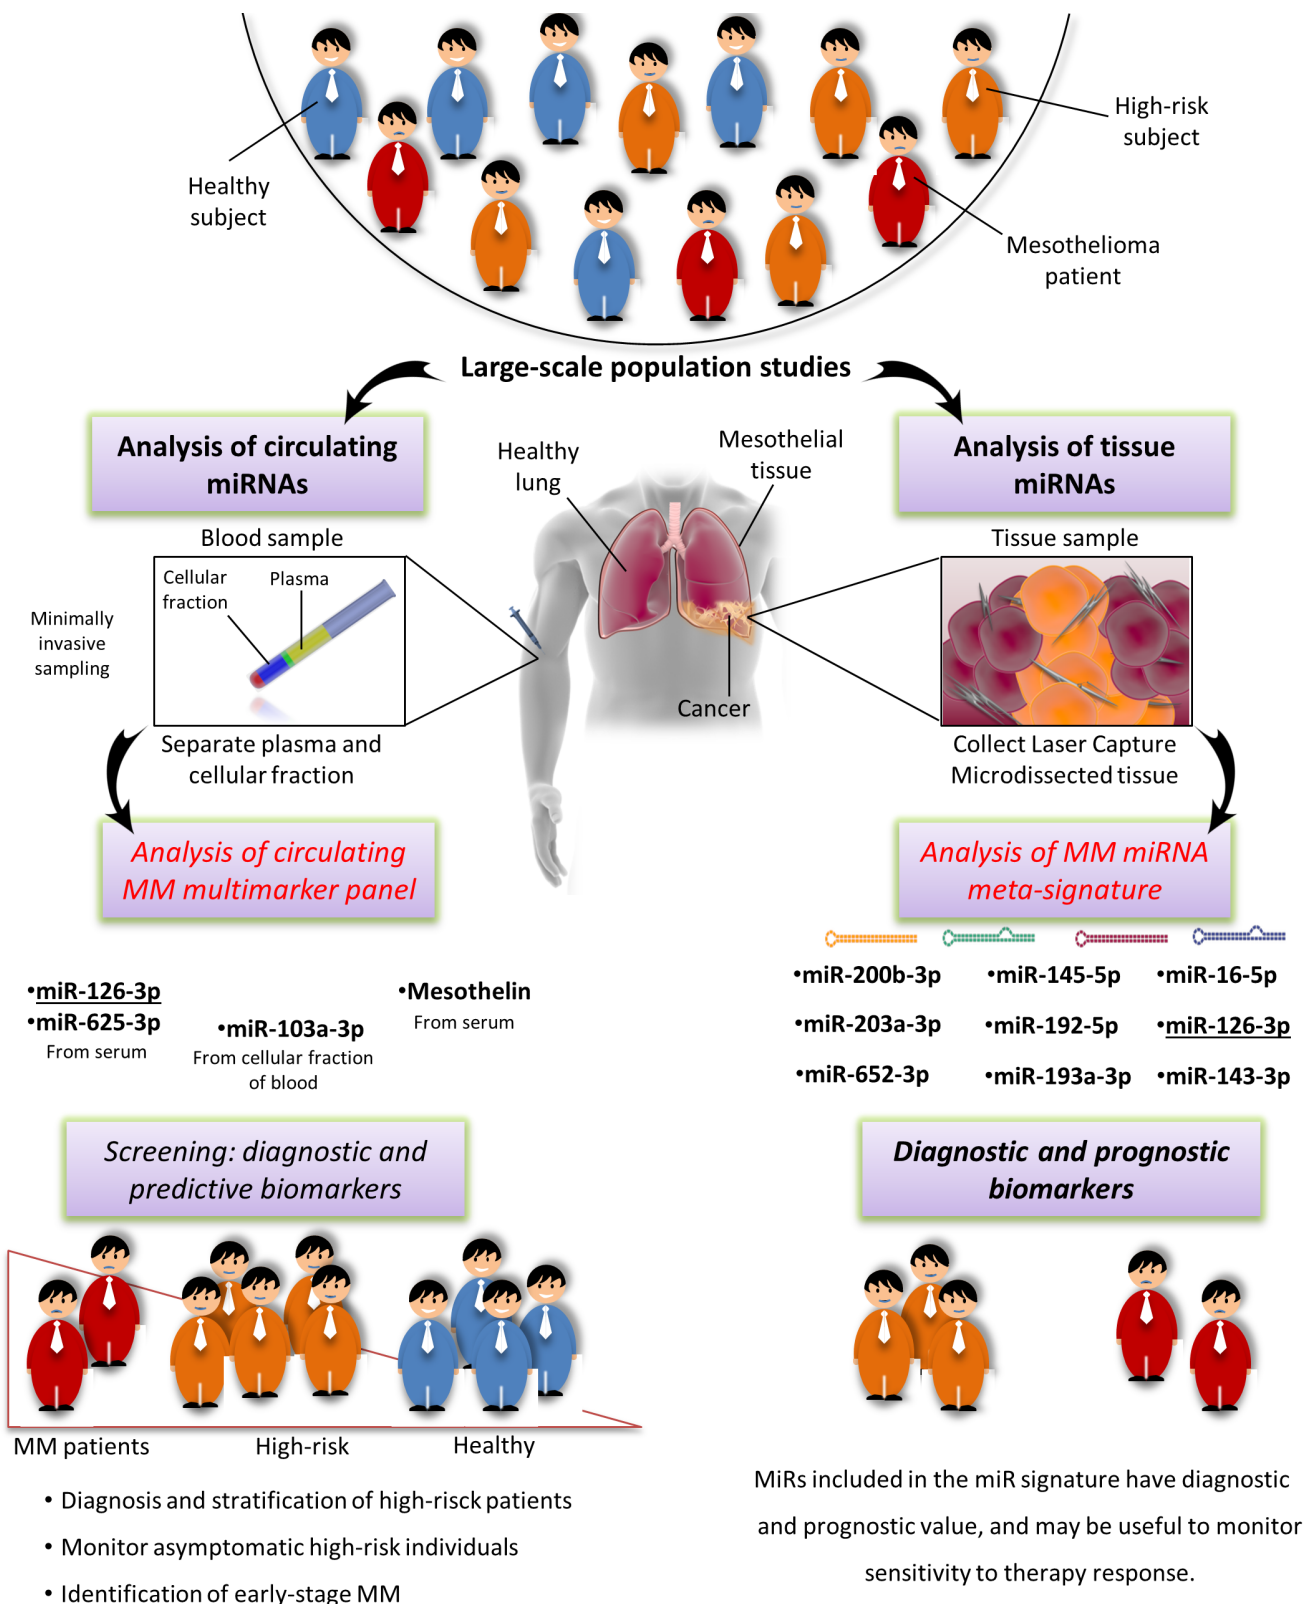 Healthy
subject
High-risk
subject
Mesothelioma
patient
Large-scale population studies
Analysis of circulating
miRNAs
Healthy
lung
Mesothelial
tissue
Analysis of tissue
miRNAs
Blood sample
Cellular
fraction
Plasma
Minimally
invasive
sampling
Tissue sample
Cancer
Separate plasma and
cellular fraction
Collect Laser Capture
Microdissected tissue
Analysis of circulating
MM multimarker panel
Analysis of MM miRNA
meta-signature
•miR-126-3p
•miR-625-3p
From serum
•miR-103a-3p
From cellular fraction
of blood
•Mesothelin
From serum
•miR-200b-3p
•miR-145-5p
•miR-16-5p
•miR-203a-3p
•miR-192-5p
•miR-126-3p
•miR-652-3p
•miR-193a-3p
•miR-143-3p
Screening: diagnostic and
predictive biomarkers
Diagnostic and prognostic
biomarkers
MM patients
High-risk
Healthy
• Diagnosis and stratification of high-risck patients
• Monitor asymptomatic high-risk individuals
• Identification of early-stage MM
MiRs included in the miR signature have diagnostic
and prognostic value, and may be useful to monitor
sensitivity to therapy response.